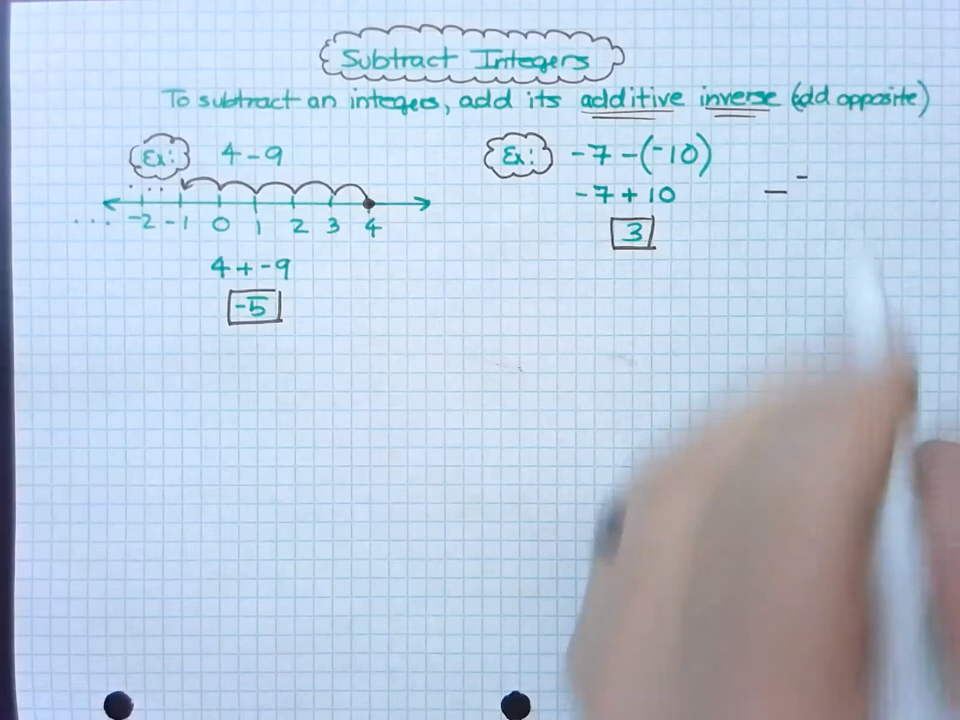 Subtract Integers
To subtract an integers, add its additive inverse (add opposite)
Ex: 4 - 9
... -2 -1 0 1 2 3 4
4 + -9
-5
Ex: -7 - (-10)
-7 + 10
3
— -